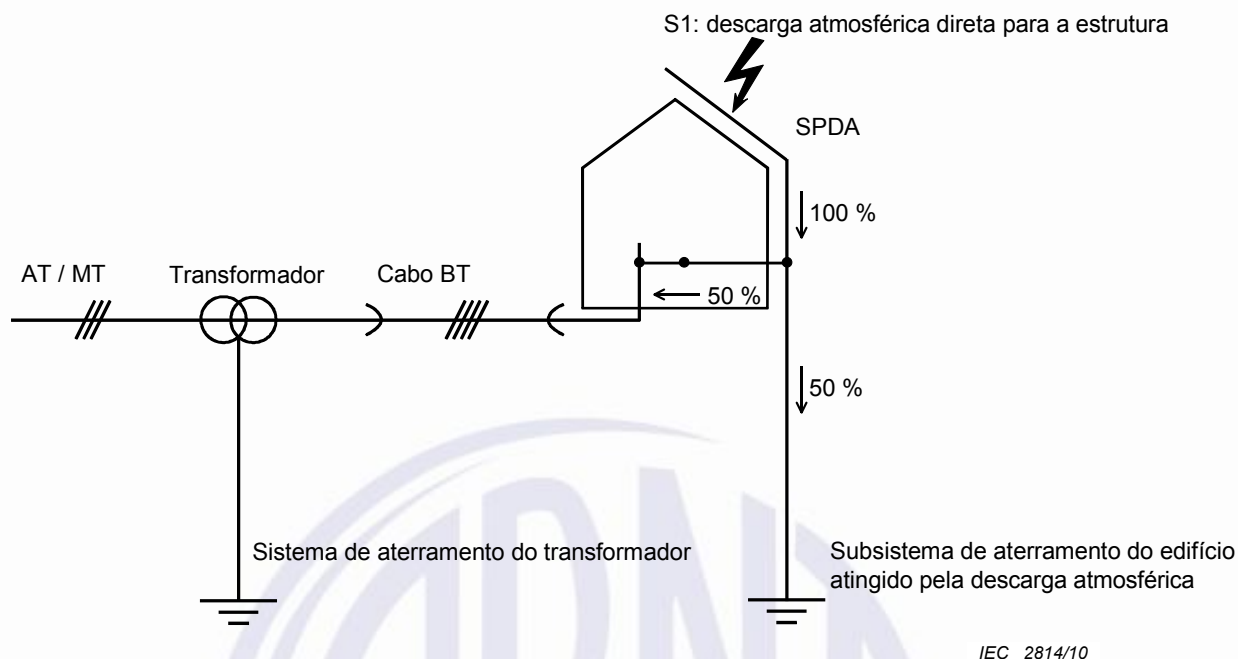 S1: descarga atmosférica direta para a estrutura
SPDA
100 %
AT / MT
Transformador
Cabo BT
50 %
50 %
Sistema de aterramento do transformador
Subsistema de aterramento do edifício
atingido pela descarga atmosférica
IEC 2814/10